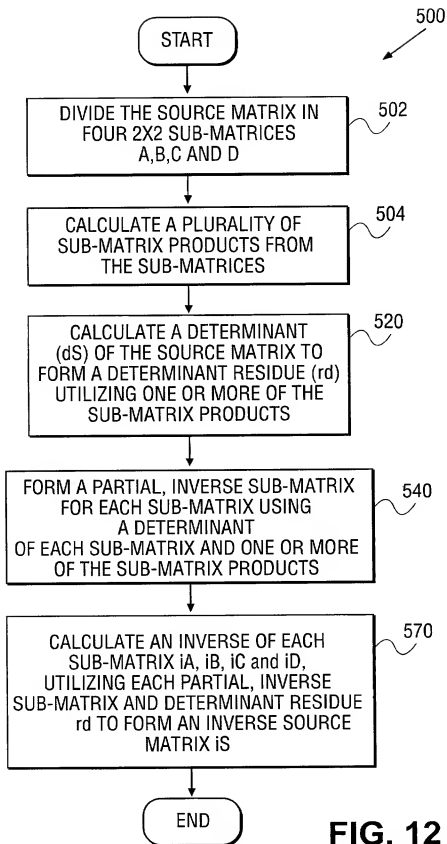 START
500
DIVIDE THE SOURCE MATRIX IN
FOUR 2X2 SUB-MATRICES
A,B,C AND D
502
CALCULATE A PLURALITY OF
SUB-MATRIX PRODUCTS FROM
THE SUB-MATRICES
504
CALCULATE A DETERMINANT
(dS) OF THE SOURCE MATRIX TO
FORM A DETERMINANT RESIDUE (rd)
UTILIZING ONE OR MORE OF THE
SUB-MATRIX PRODUCTS
520
FORM A PARTIAL, INVERSE SUB-MATRIX
FOR EACH SUB-MATRIX USING
A DETERMINANT
OF EACH SUB-MATRIX AND ONE OR MORE
OF THE SUB-MATRIX PRODUCTS
540
CALCULATE AN INVERSE OF EACH
SUB-MATRIX iA, iB, iC and iD,
UTILIZING EACH PARTIAL, INVERSE
SUB-MATRIX AND DETERMINANT RESIDUE
rd TO FORM AN INVERSE SOURCE
MATRIX iS
570
END
FIG. 12